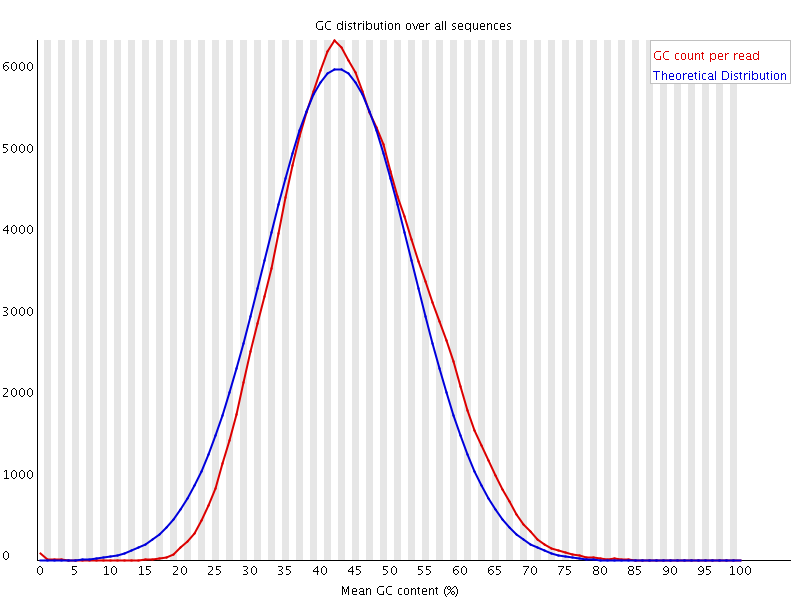 GC distribution over all sequences
GC count per read
Theoretical Distribution
6000
5000
4000
3000
2000
1000
0
0 5 10 15 20 25 30 35 40 45 50 55 60 65 70 75 80 85 90 95 100
Mean GC content (%)